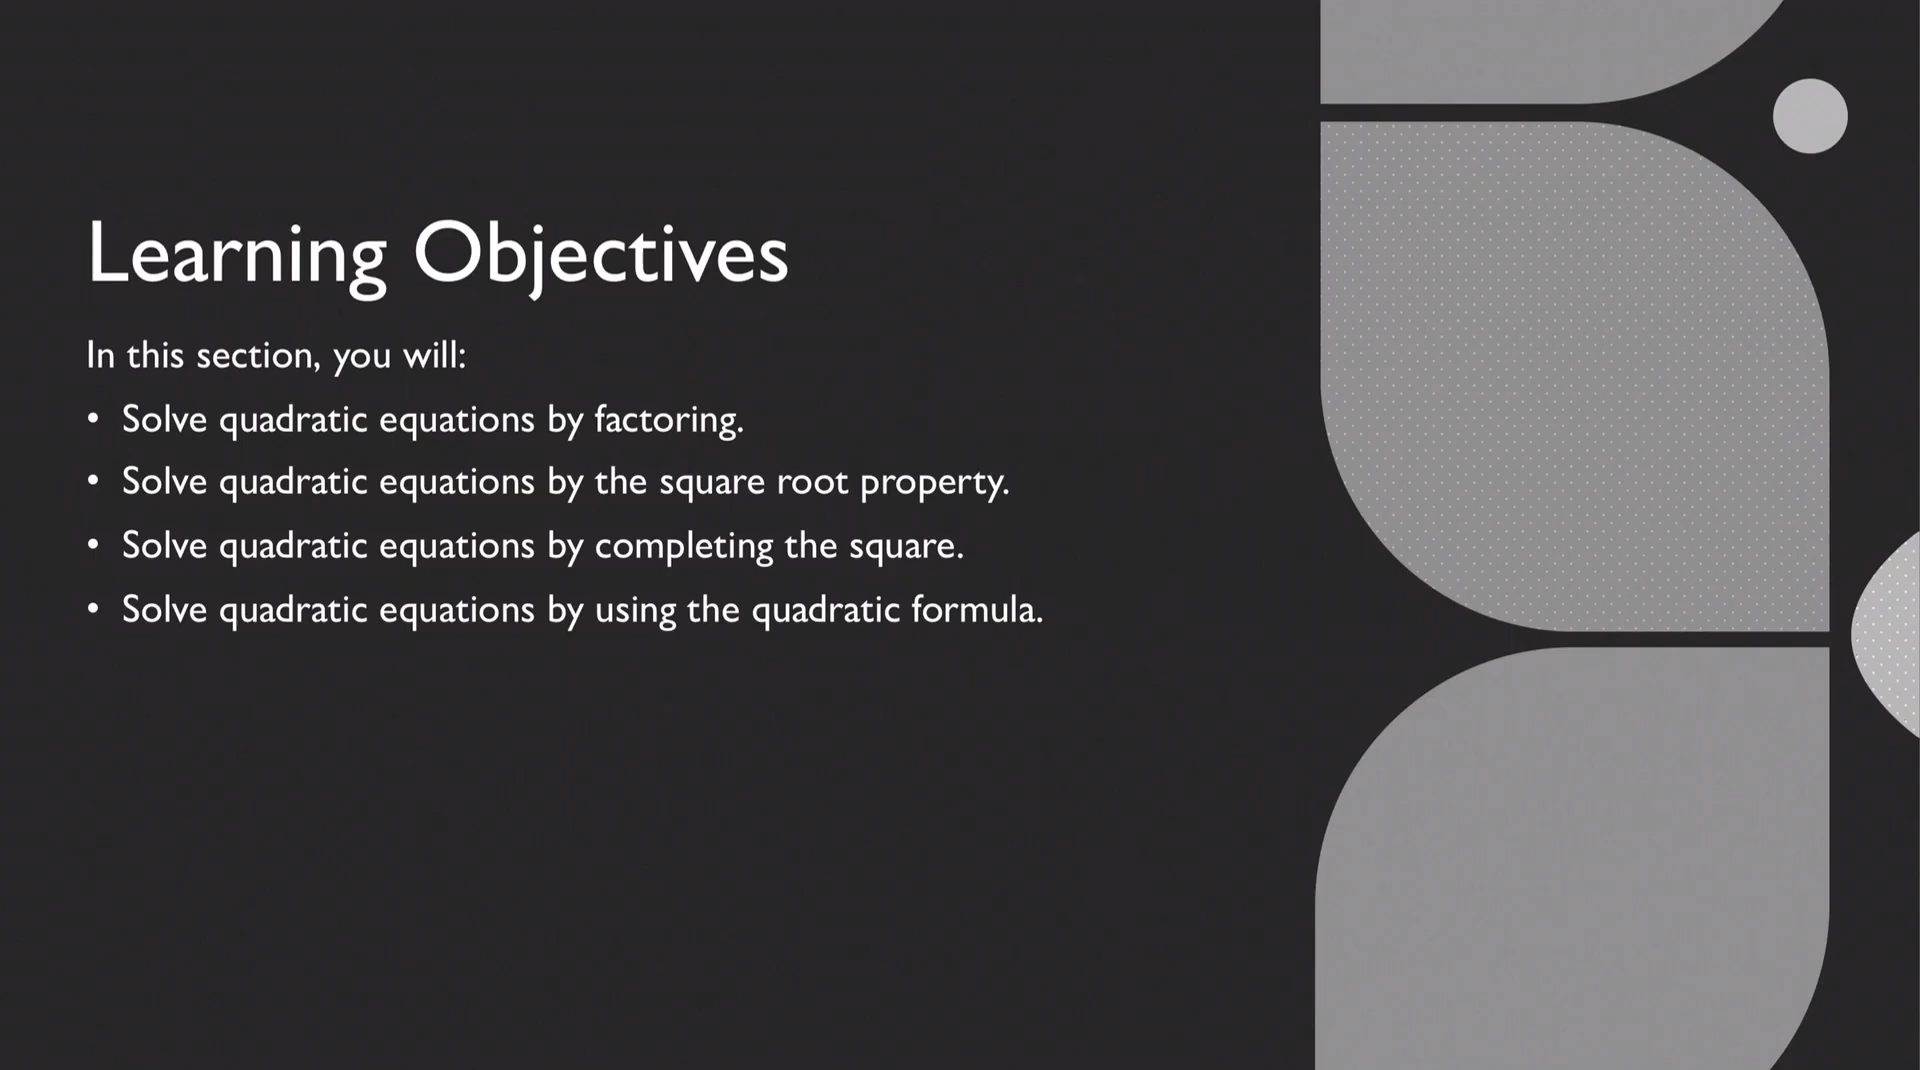 Learning Objectives
In this section, you will:
• Solve quadratic equations by factoring.
• Solve quadratic equations by the square root property.
• Solve quadratic equations by completing the square.
• Solve quadratic equations by using the quadratic formula.